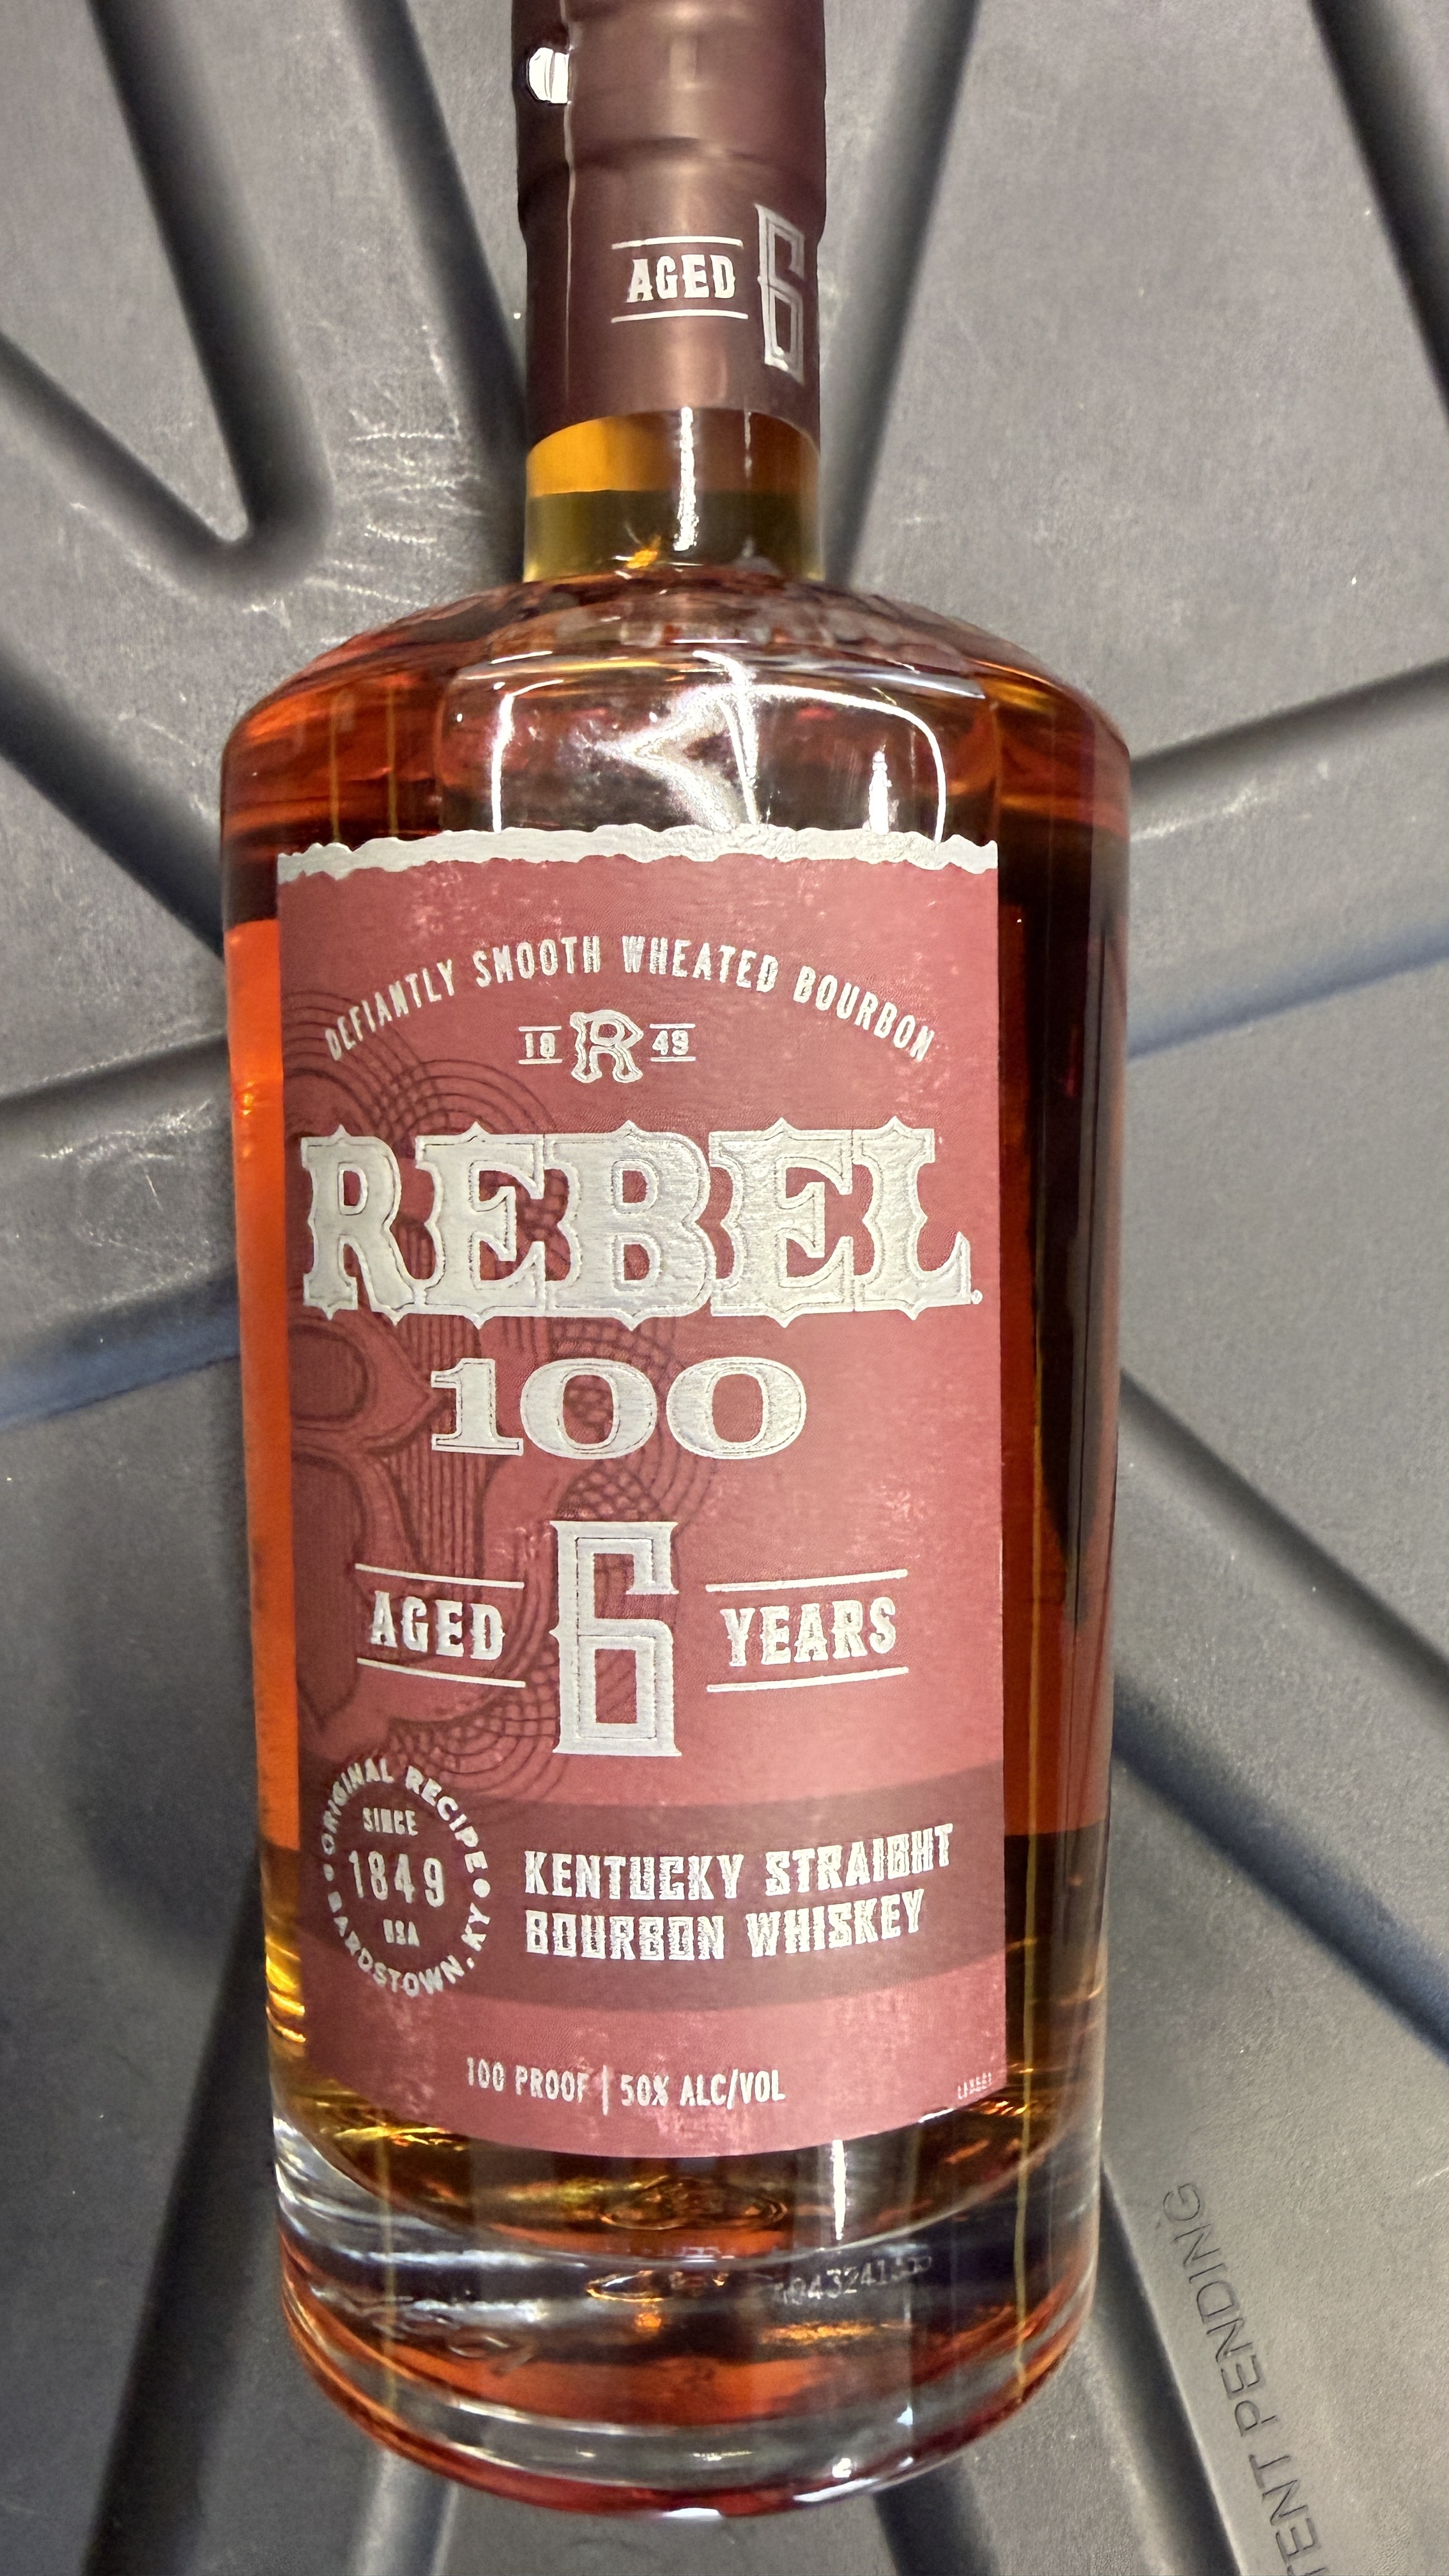 AGED 6
DEFIANTLY SMOOTH WHEATED BOURBON
18 R 49
REBEL
100
AGED 6 YEARS
ORIGINAL RECIPE
SINCE
1849
USA
BARDSTOWN, KY
KENTUCKY STRAIGHT
BOURBON WHISKEY
100 PROOF | 50% ALC/VOL
PENDING